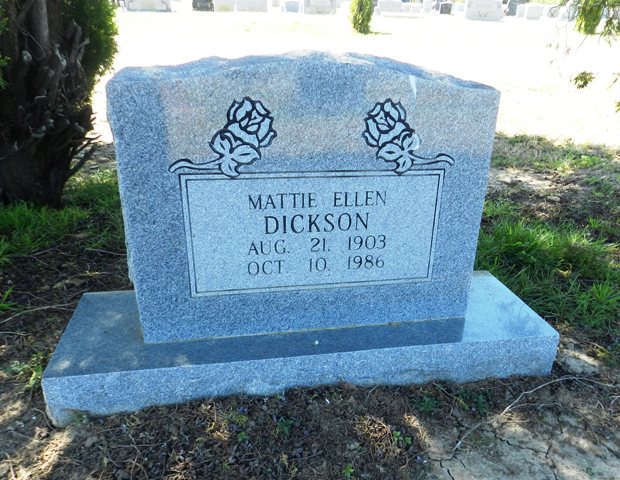 MATTIE ELLEN
DICKSON
AUG. 21, 1903
OCT. 10, 1986